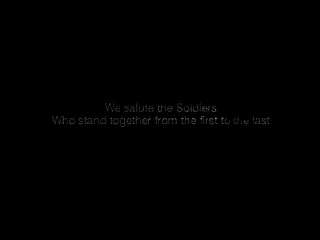 We salute the Soldiers
Who stand together from the first to the last